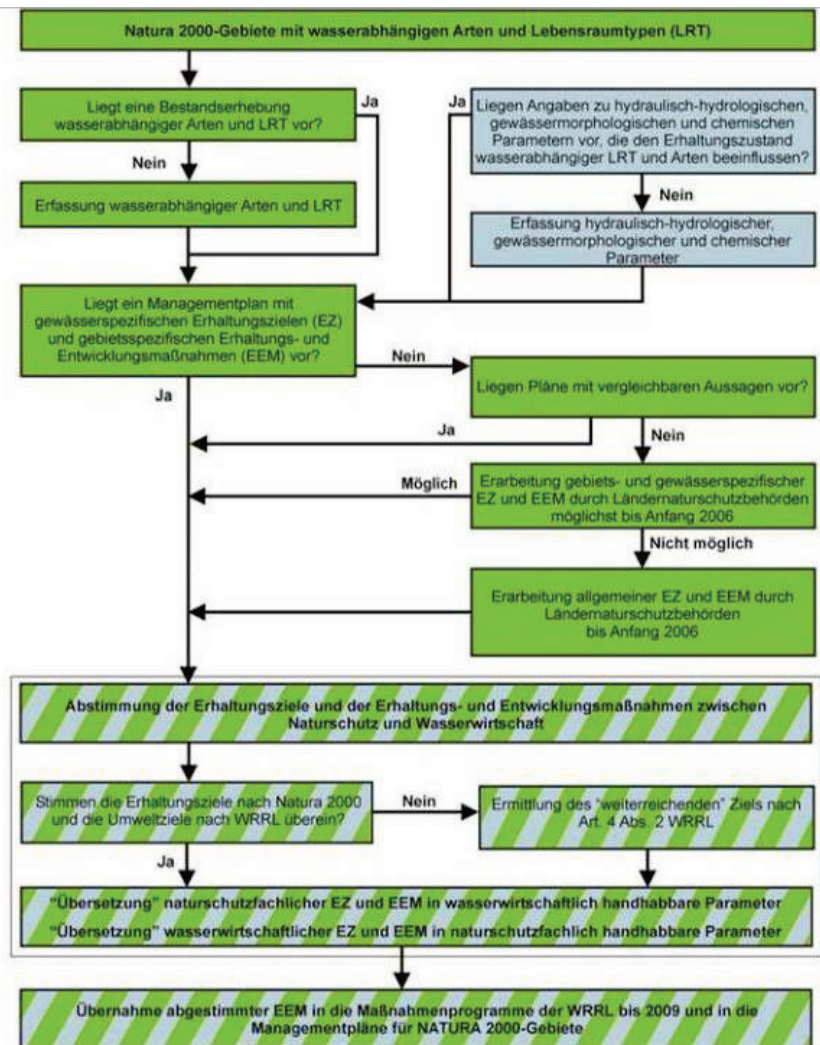 Natura 2000-Gebiete mit wasserabhängigen Arten und Lebensraumtypen (LRT)
Liegt eine Bestandserhebung
wasserabhängiger Arten und LRT vor?
Ja
Nein
Erfassung wasserabhängiger Arten und LRT
Ja
Liegen Angaben zu hydraulisch-hydrologischen,
gewässermorphologischen und chemischen
Parametern vor, die den Erhaltungszustand
wasserabhängiger LRT und Arten beeinflussen?
Nein
Erfassung hydraulisch-hydrologischer,
gewässermorphologischer und chemischer
Parameter
Liegt ein Managementplan mit
gewässerspezifischen Erhaltungszielen (EZ)
und gebietsspezifischen Erhaltungs- und
Entwicklungsmaßnahmen (EEM) vor?
Nein
Ja
Liegen Pläne mit vergleichbaren Aussagen vor?
Ja
Nein
Möglich
Erarbeitung gebiets- und gewässerspezifischer
EZ und EEM durch Ländernaturschutzbehörden
möglichst bis Anfang 2006
Nicht möglich
Erarbeitung allgemeiner EZ und EEM durch
Ländernaturschutzbehörden
bis Anfang 2006
Abstimmung der Erhaltungsziele und der Erhaltungs- und Entwicklungsmaßnahmen zwischen
Naturschutz und Wasserwirtschaft
Stimmen die Erhaltungsziele nach Natura 2000
und die Umweltziele nach WRRL überein?
Nein
Ermittlung des "weiterreichenden" Ziels nach
Art. 4 Abs. 2 WRRL
Ja
"Übersetzung" naturschutzfachlicher EZ und EEM in wasserwirtschaftlich handhabbare Parameter
"Übersetzung" wasserwirtschaftlicher EZ und EEM in naturschutzfachlich handhabbare Parameter
Übernahme abgestimmter EEM in die Maßnahmenprogramme der WRRL bis 2009 und in die
Managementpläne für NATURA 2000-Gebiete